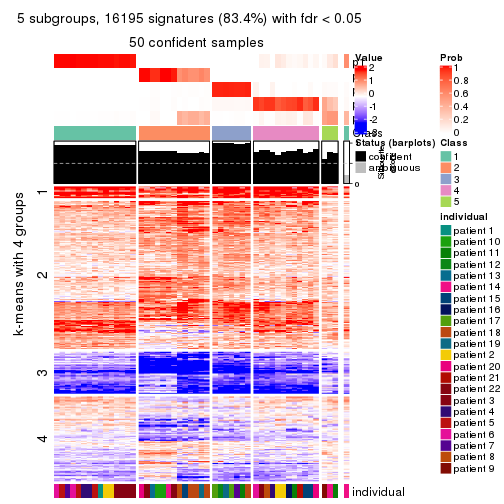 5 subgroups, 16195 signatures (83.4%) with fdr < 0.05
50 confident samples
Value
2
1
0
-1
-2
Prob
1
0.8
0.6
0.4
0.2
0
Class
Status (barplots)
confident
ambiguous
0
Class
1
2
3
4
5
individual
patient 1
patient 10
patient 11
patient 12
patient 13
patient 14
patient 15
patient 16
patient 17
patient 18
patient 19
patient 2
patient 20
patient 21
patient 22
patient 3
patient 4
patient 5
patient 6
patient 7
patient 8
patient 9
k-means with 4 groups
1
2
3
4
individual